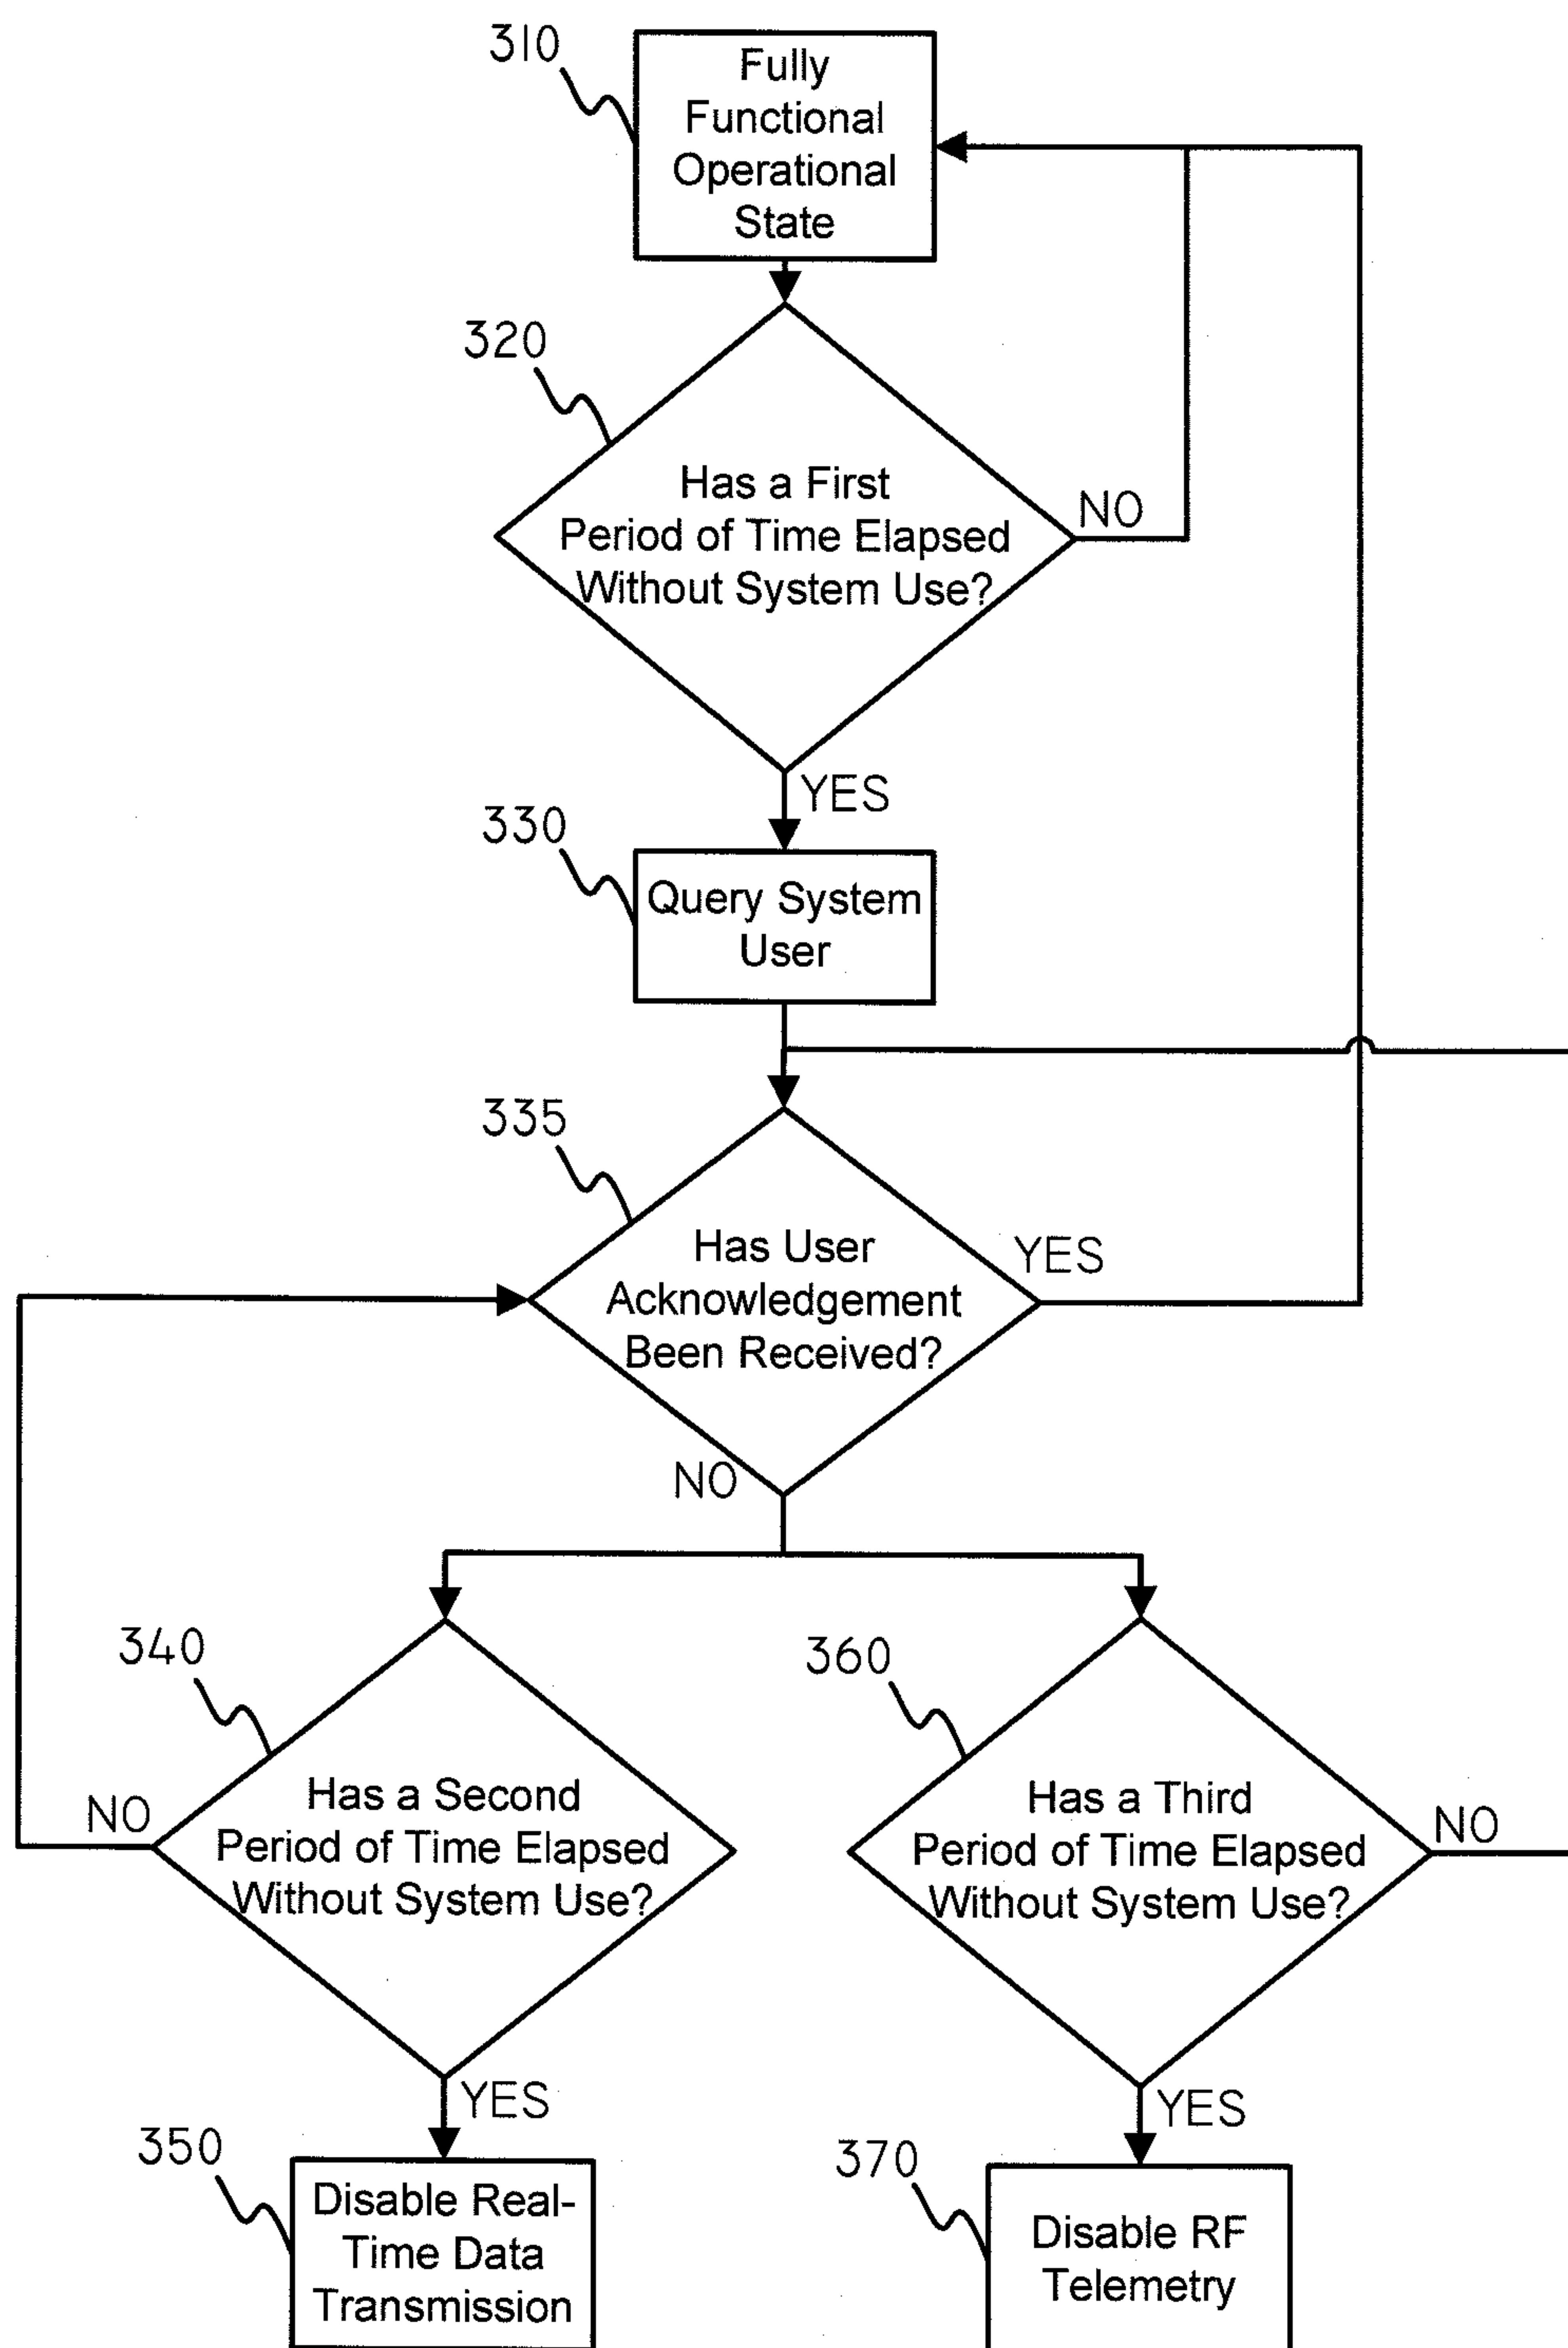 310
Fully
Functional
Operational
State
320
Has a First
Period of Time Elapsed
Without System Use?
NO
YES
330
Query System
User
335
Has User
Acknowledgement
Been Received?
YES
NO
340
Has a Second
Period of Time Elapsed
Without System Use?
NO
YES
360
Has a Third
Period of Time Elapsed
Without System Use?
NO
YES
350
Disable Real-
Time Data
Transmission
370
Disable RF
Telemetry